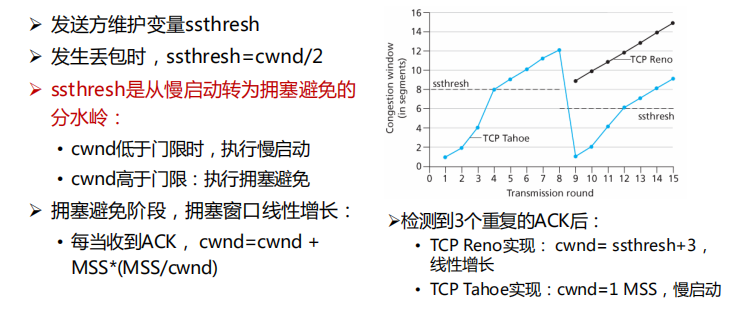 ➢ 发送方维护变量ssthresh
➢ 发生丢包时，ssthresh=cwnd/2
➢ ssthresh是从慢启动转为拥塞避免的
分水岭：
• cwnd低于门限时，执行慢启动
• cwnd高于门限：执行拥塞避免
➢ 拥塞避免阶段，拥塞窗口线性增长：
• 每当收到ACK， cwnd=cwnd +
MSS*(MSS/cwnd)
Congestion window
(in segments)
16
14
12
10
8
6
4
2
0
ssthresh
TCP Tahoe
TCP Reno
ssthresh
0 1 2 3 4 5 6 7 8 9 10 11 12 13 14 15
Transmission round
➢检测到3个重复的ACK后：
• TCP Reno实现： cwnd= ssthresh+3，
线性增长
• TCP Tahoe实现：cwnd=1 MSS，慢启动